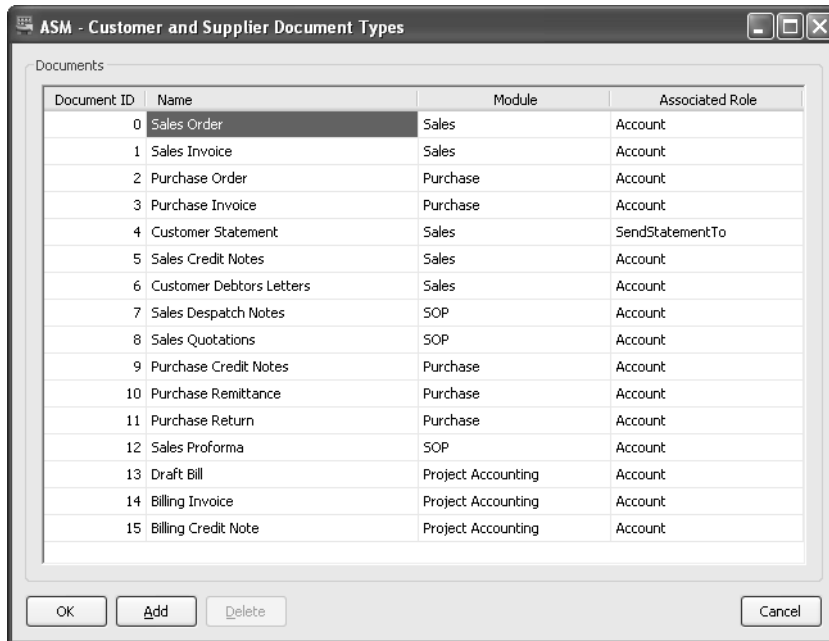 ASM - Customer and Supplier Document Types
Documents
Document ID Name Module Associated Role
0 Sales Order Sales Account
1 Sales Invoice Sales Account
2 Purchase Order Purchase Account
3 Purchase Invoice Purchase Account
4 Customer Statement Sales SendStatementTo
5 Sales Credit Notes Sales Account
6 Customer Debtors Letters Sales Account
7 Sales Despatch Notes SOP Account
8 Sales Quotations SOP Account
9 Purchase Credit Notes Purchase Account
10 Purchase Remittance Purchase Account
11 Purchase Return Purchase Account
12 Sales Proforma SOP Account
13 Draft Bill Project Accounting Account
14 Billing Invoice Project Accounting Account
15 Billing Credit Note Project Accounting Account
OK Add Delete Cancel